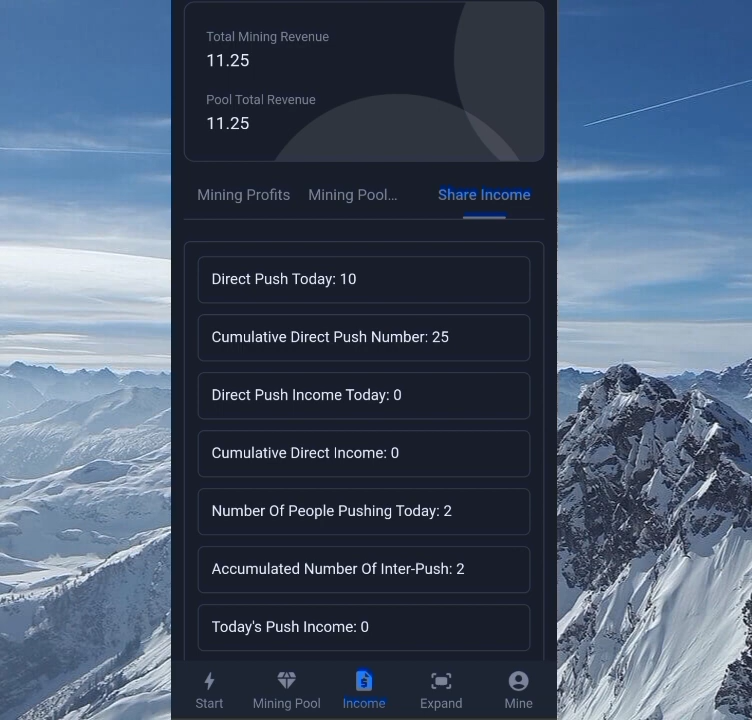 Total Mining Revenue
11.25
Pool Total Revenue
11.25
Mining Profits Mining Pool... Share Income
Direct Push Today: 10
Cumulative Direct Push Number: 25
Direct Push Income Today: 0
Cumulative Direct Income: 0
Number Of People Pushing Today: 2
Accumulated Number Of Inter-Push: 2
Today's Push Income: 0
Start Mining Pool Income Expand Mine